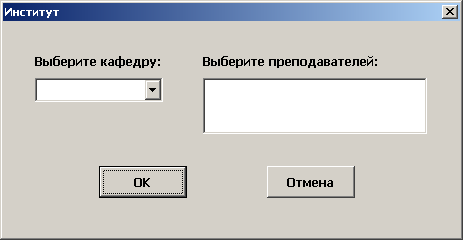 Институт
Выберите кафедру:
Выберите преподавателей:
OK
Отмена